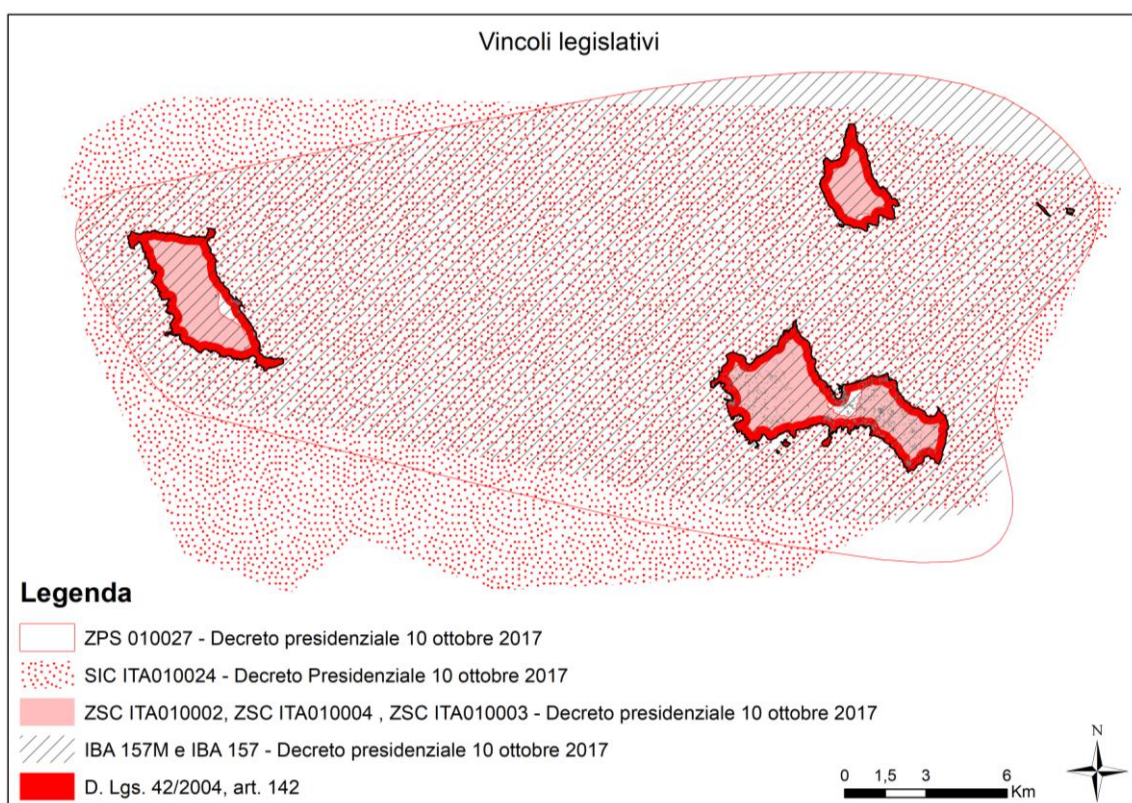 Vincoli legislativi
Legenda
ZPS 010027 - Decreto presidenziale 10 ottobre 2017
SIC ITA010024 - Decreto Presidenziale 10 ottobre 2017
ZSC ITA010002, ZSC ITA010004 , ZSC ITA010003 - Decreto presidenziale 10 ottobre 2017
IBA 157M e IBA 157 - Decreto presidenziale 10 ottobre 2017
D. Lgs. 42/2004, art. 142
N
0 1,5 3 6
Km